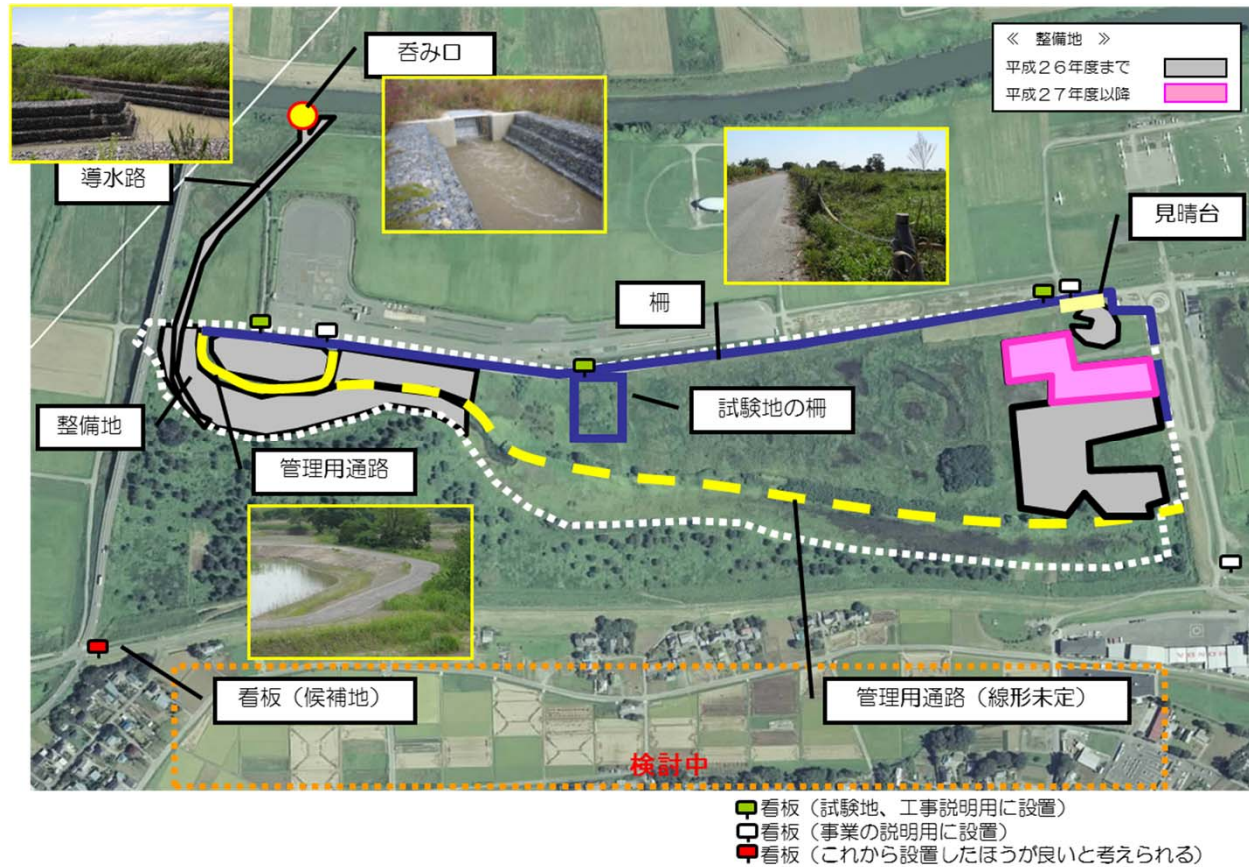 呑み口
≪ 整備地 ≫
平成26年度まで
平成27年度以降
導水路
見晴台
柵
整備地
試験地の柵
管理用通路
看板（候補地）
管理用通路（線形未定）
検討中
看板（試験地、工事説明用に設置）
看板（事業の説明用に設置）
看板（これから設置したほうが良いと考えられる）